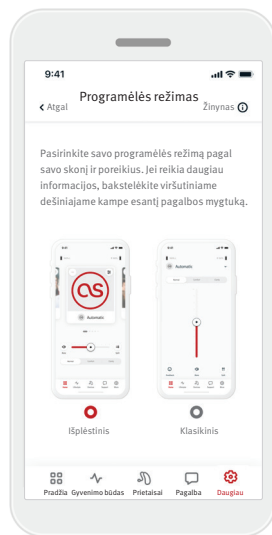 9:41
Atgal
Programėlės režimas
Žinynas
Pasirinkite savo programėlės režimą pagal
savo skonį ir poreikius. Jei reikia daugiau
informacijos, bakstelėkite viršutiniame
dešiniajame kampe esantį pagalbos mygtuką.
Automatic
Automatic
Išplėstinis
Klasikinis
Pradžia Gyvenimo būdas Prietaisai Pagalba Daugiau